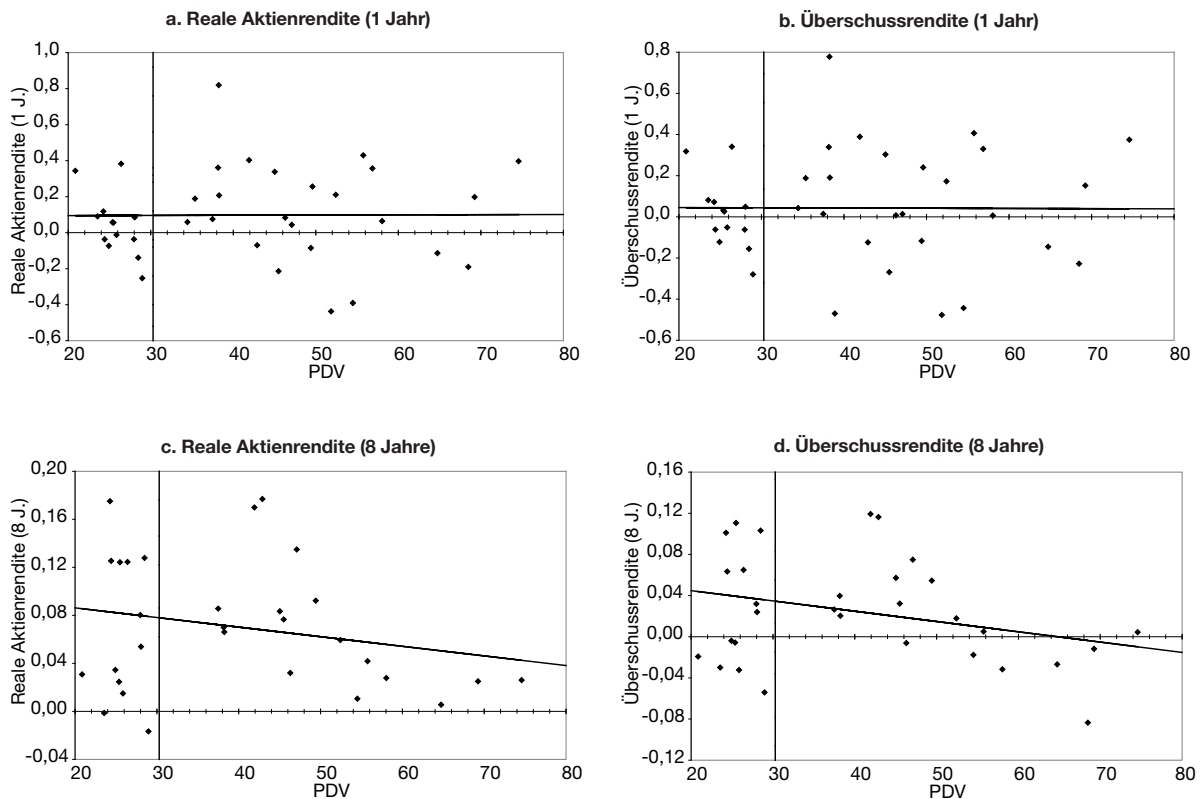 a. Reale Aktienrendite (1 Jahr)
Reale Aktienrendite (1 J.)
1,0
0,8
0,6
0,4
0,2
0,0
-0,2
-0,4
-0,6
20 30 40 50 60 70 80
PDV
b. Überschussrendite (1 Jahr)
Überschussrendite (1 J.)
0,8
0,6
0,4
0,2
0,0
-0,2
-0,4
-0,6
20 30 40 50 60 70 80
PDV
c. Reale Aktienrendite (8 Jahre)
Reale Aktienrendite (8 J.)
0,20
0,16
0,12
0,08
0,04
0,00
-0,04
20 30 40 50 60 70 80
PDV
d. Überschussrendite (8 Jahre)
Überschussrendite (8 J.)
0,16
0,12
0,08
0,04
0,00
-0,04
-0,08
-0,12
20 30 40 50 60 70 80
PDV